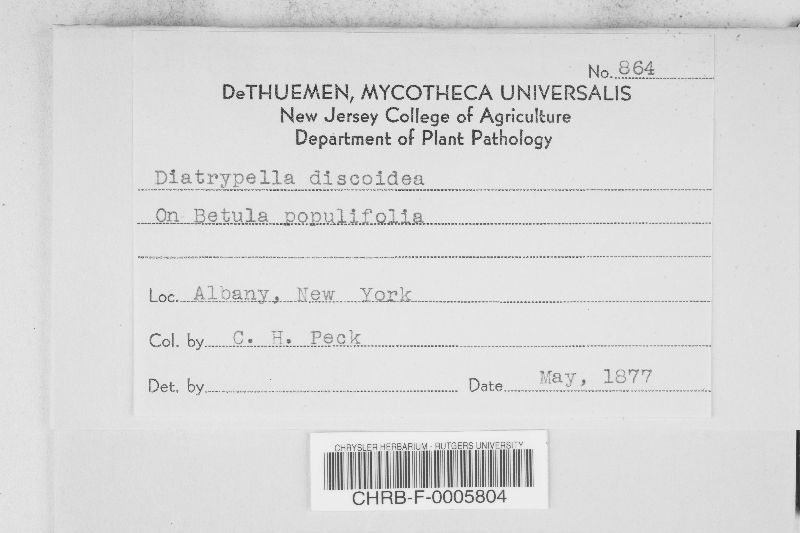 No. 864
DeTHUEMEN, MYCOTHECA UNIVERSALIS
New Jersey College of Agriculture
Department of Plant Pathology
Diatrypella discoidea
On Betula populifolia
Loc. Albany, New York
Col. by C. H. Peck
Det. by
Date May, 1877
CHRYSLER HERBARIUM - RUTGERS UNIVERSITY
CHRB-F-0005804